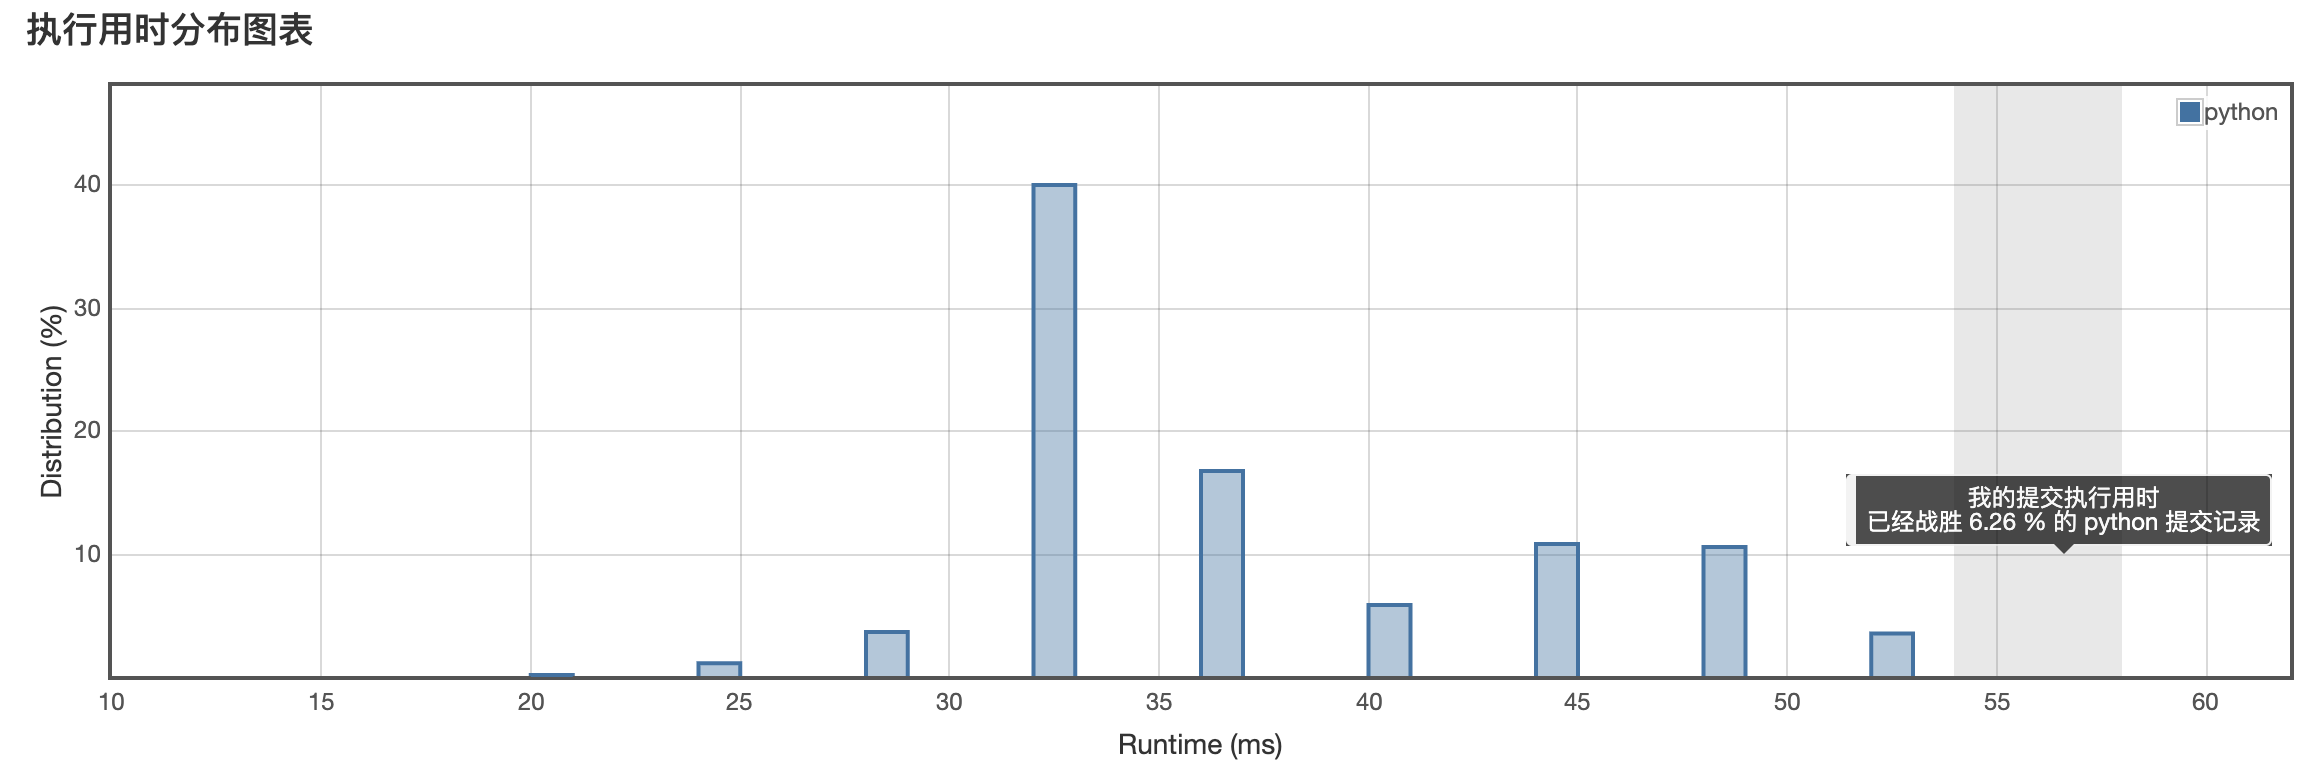 执行用时分布图表
python
40
30
20
10
Distribution (%)
我的提交执行用时
已经战胜 6.26 % 的 python 提交记录
10 15 20 25 30 35 40 45 50 55 60
Runtime (ms)